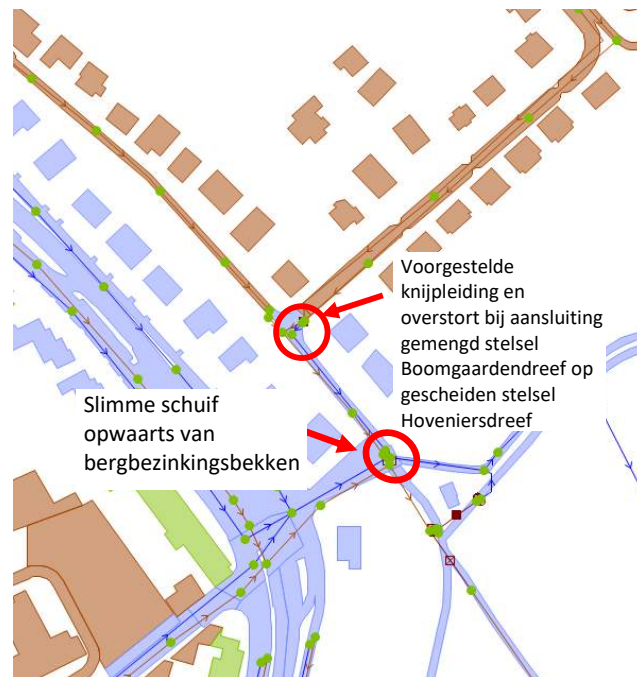 Voorgestelde
knijpleiding en
overstort bij aansluiting
gemengd stelsel
Boomgaardendreef op
gescheiden stelsel
Hoveniersdreef
Slimme schuif
opwaarts van
bergbezinkingsbekken